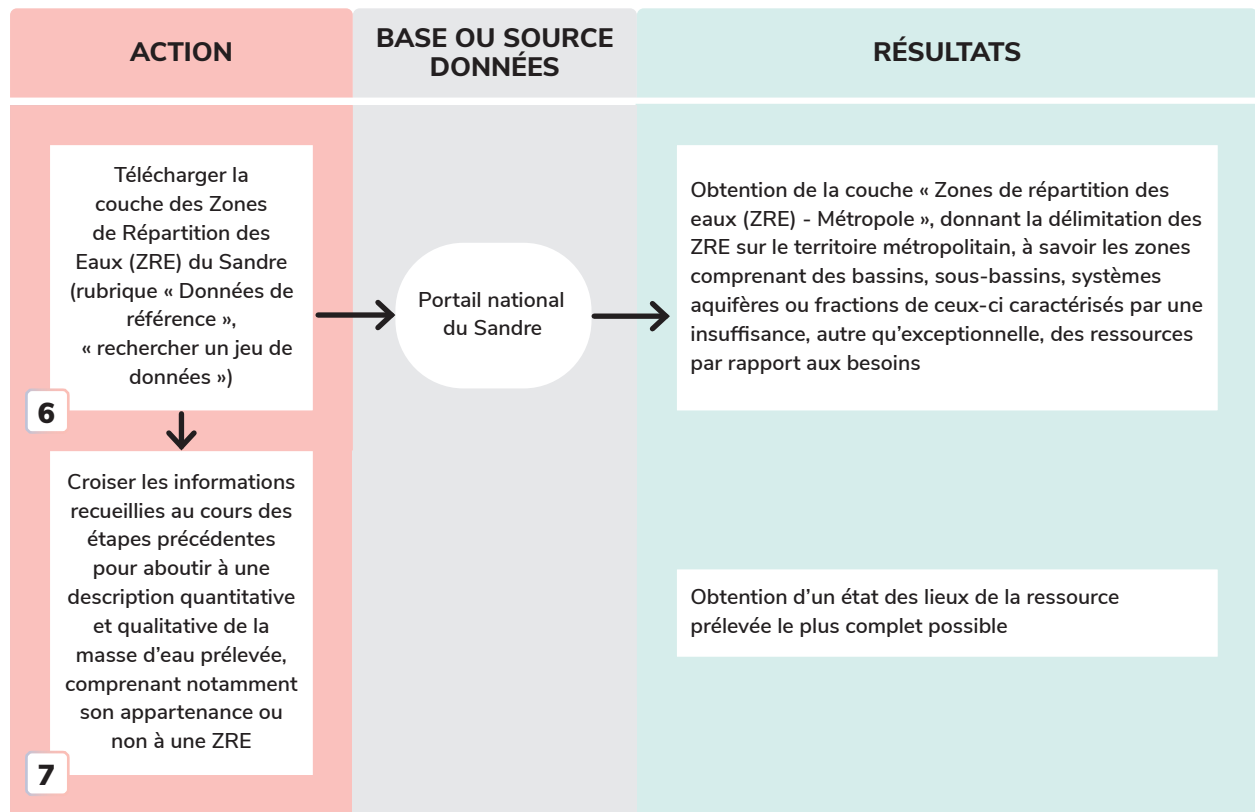 ACTION
BASE OU SOURCE
DONNÉES
RÉSULTATS
Télécharger la
couche des Zones
de Répartition des
Eaux (ZRE) du Sandre
(rubrique « Données de
référence »,
« rechercher un jeu de
données »)
6
Portail national
du Sandre
Obtention de la couche « Zones de répartition des
eaux (ZRE) - Métropole », donnant la délimitation des
ZRE sur le territoire métropolitain, à savoir les zones
comprenant des bassins, sous-bassins, systèmes
aquifères ou fractions de ceux-ci caractérisés par une
insuffisance, autre qu’exceptionnelle, des ressources
par rapport aux besoins
Croiser les informations
recueillies au cours des
étapes précédentes
pour aboutir à une
description quantitative
et qualitative de la
masse d’eau prélevée,
comprenant notamment
son appartenance ou
non à une ZRE
7
Obtention d’un état des lieux de la ressource
prélevée le plus complet possible